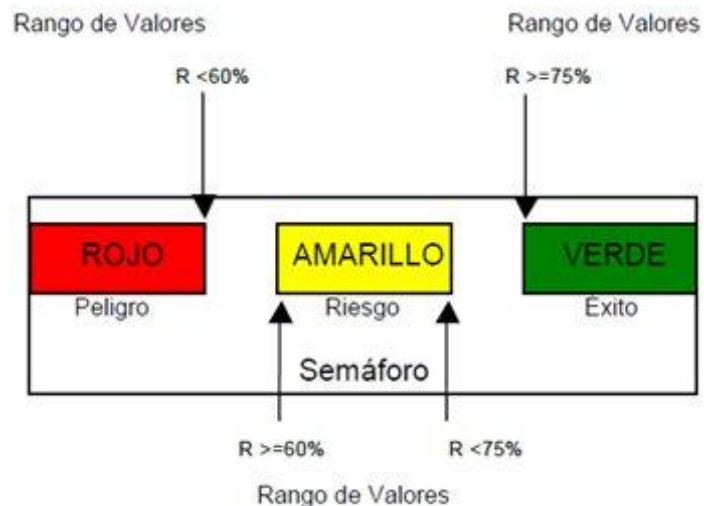 Rango de Valores
Rango de Valores
R <60%
R >=75%
ROJO
AMARILLO
VERDE
Peligro
Riesgo
Éxito
Semáforo
R >=60%
R <75%
Rango de Valores